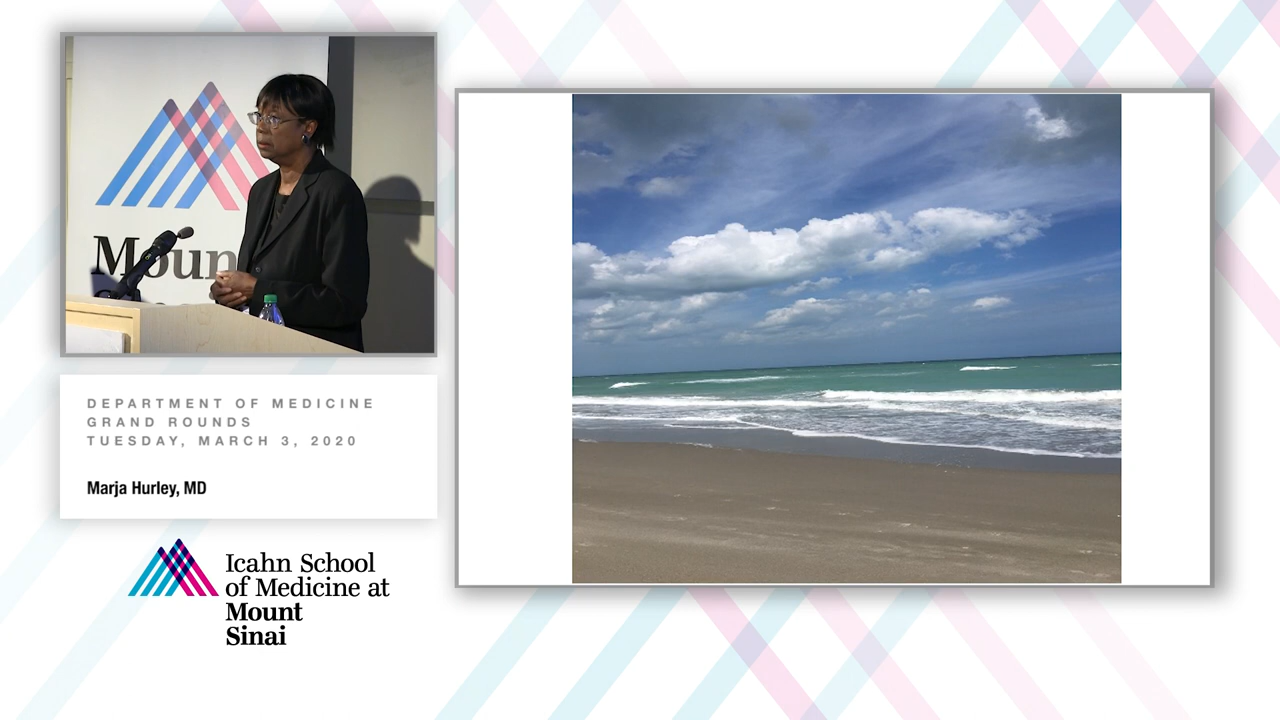 Moun
DEPARTMENT OF MEDICINE
GRAND ROUNDS
TUESDAY, MARCH 3, 2020
Marja Hurley, MD
Icahn School
of Medicine at
Mount
Sinai